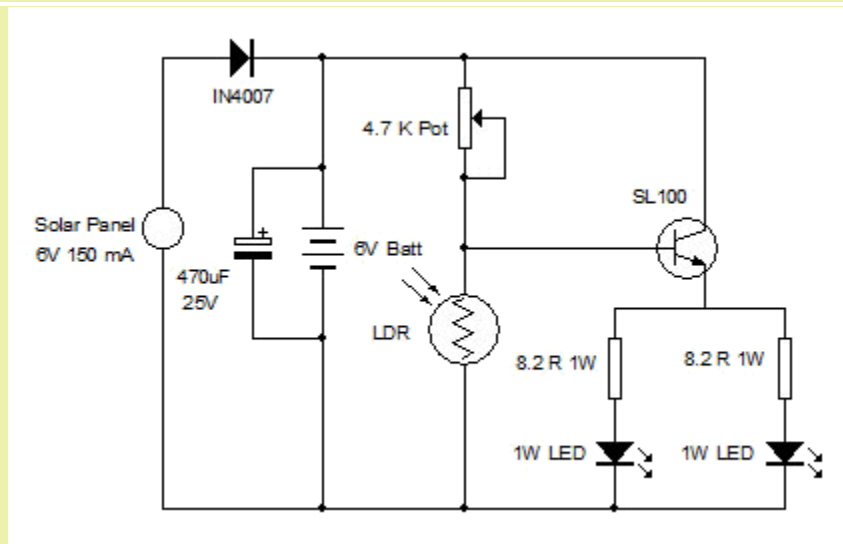 IN4007
4.7 K Pot
SL100
Solar Panel
6V 150 mA
+
6V Batt
470uF
25V
LDR
8.2 R 1W
8.2 R 1W
1W LED
1W LED